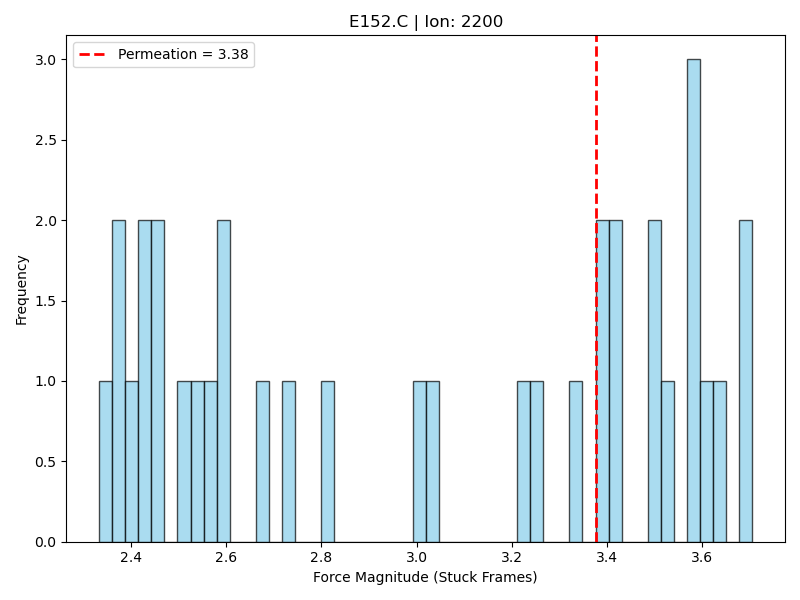 E152.C | Ion: 2200
Permeation = 3.38
3.0
2.5
2.0
1.5
1.0
0.5
0.0
Frequency
2.4 2.6 2.8 3.0 3.2 3.4 3.6
Force Magnitude (Stuck Frames)